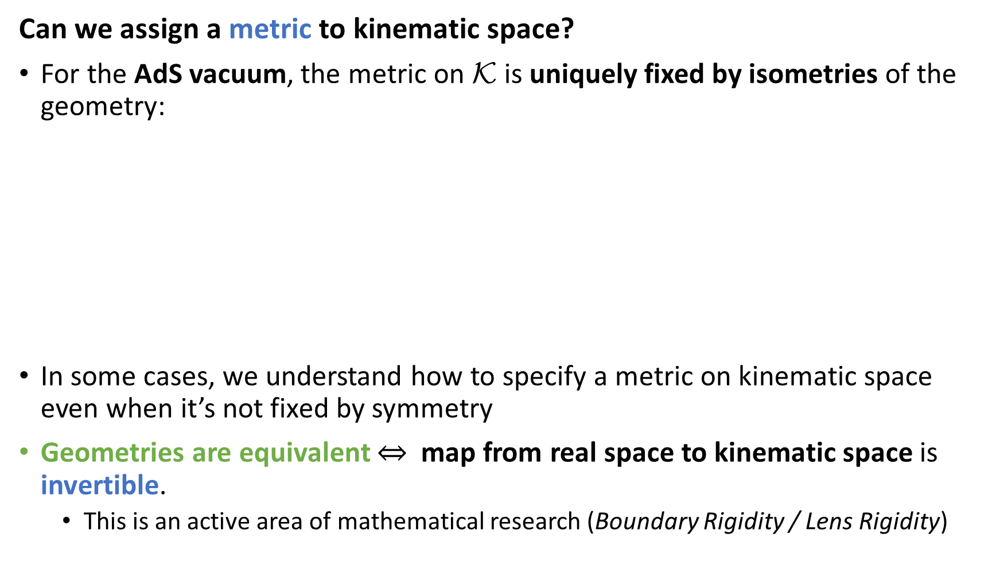 Can we assign a metric to kinematic space?
• For the AdS vacuum, the metric on 𝒦 is uniquely fixed by isometries of the
geometry:
• In some cases, we understand how to specify a metric on kinematic space
even when it’s not fixed by symmetry
• Geometries are equivalent ⇔ map from real space to kinematic space is
invertible.
• This is an active area of mathematical research (Boundary Rigidity / Lens Rigidity)